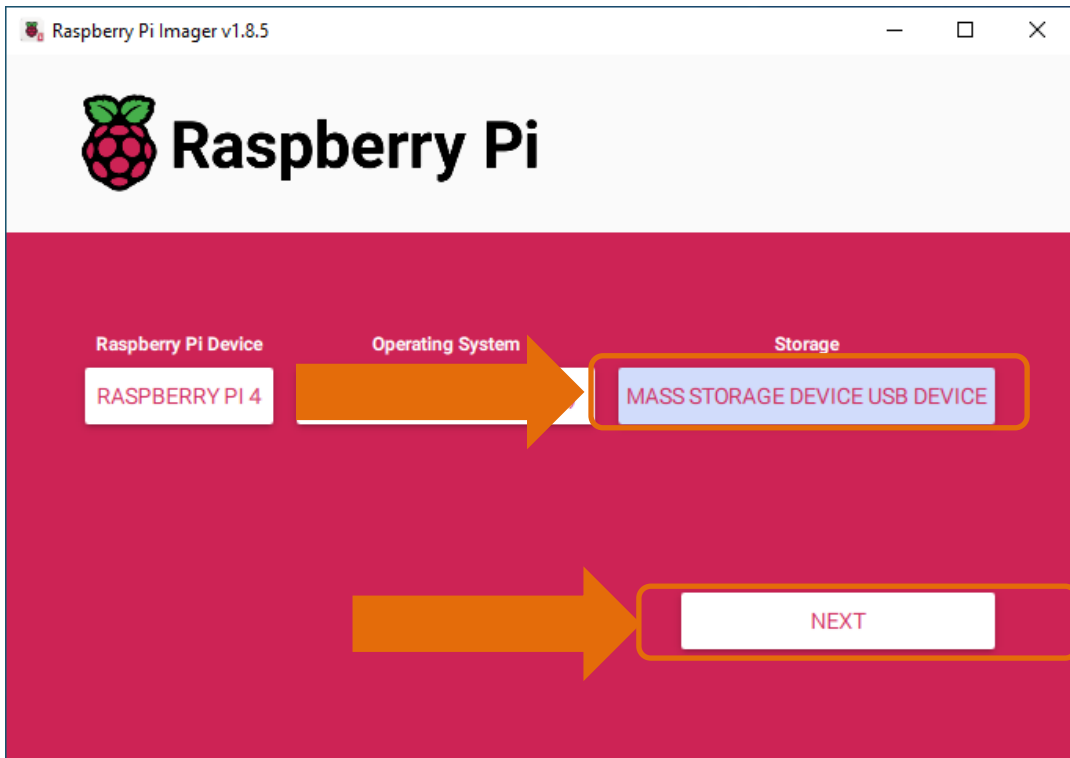 Raspberry Pi Imager v1.8.5
Raspberry Pi
Raspberry Pi Device
Operating System
Storage
RASPBERRY PI 4
MASS STORAGE DEVICE USB DEVICE
NEXT